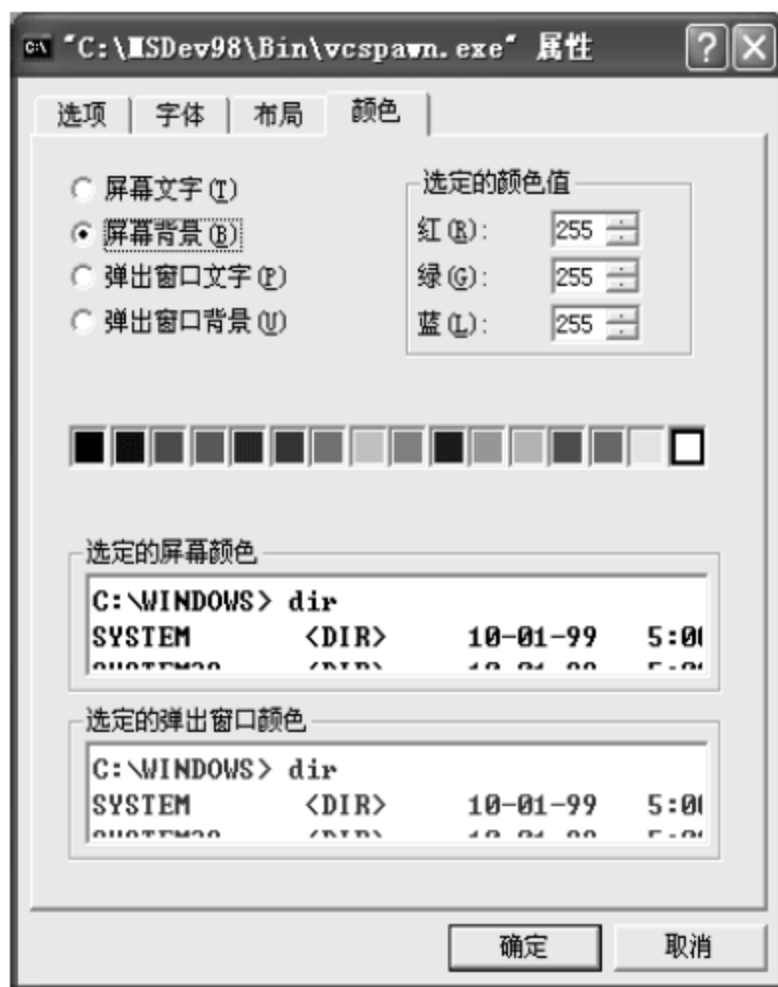 "C:\MSDev98\Bin\vcspawn.exe" 属性
选项 字体 布局 颜色
屏幕文字(T)
屏幕背景(B)
弹出窗口文字(P)
弹出窗口背景(U)
选定的颜色值
红(R): 255
绿(G): 255
蓝(L): 255
选定的屏幕颜色
C:\WINDOWS> dir
SYSTEM <DIR> 10-01-99 5:00
选定的弹出窗口颜色
C:\WINDOWS> dir
SYSTEM <DIR> 10-01-99 5:00
确定 取消